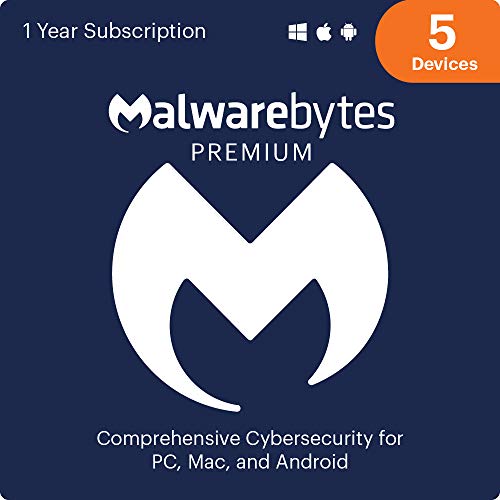 1 Year Subscription
5
Devices
Malwarebytes
PREMIUM
Comprehensive Cybersecurity for
PC, Mac, and Android